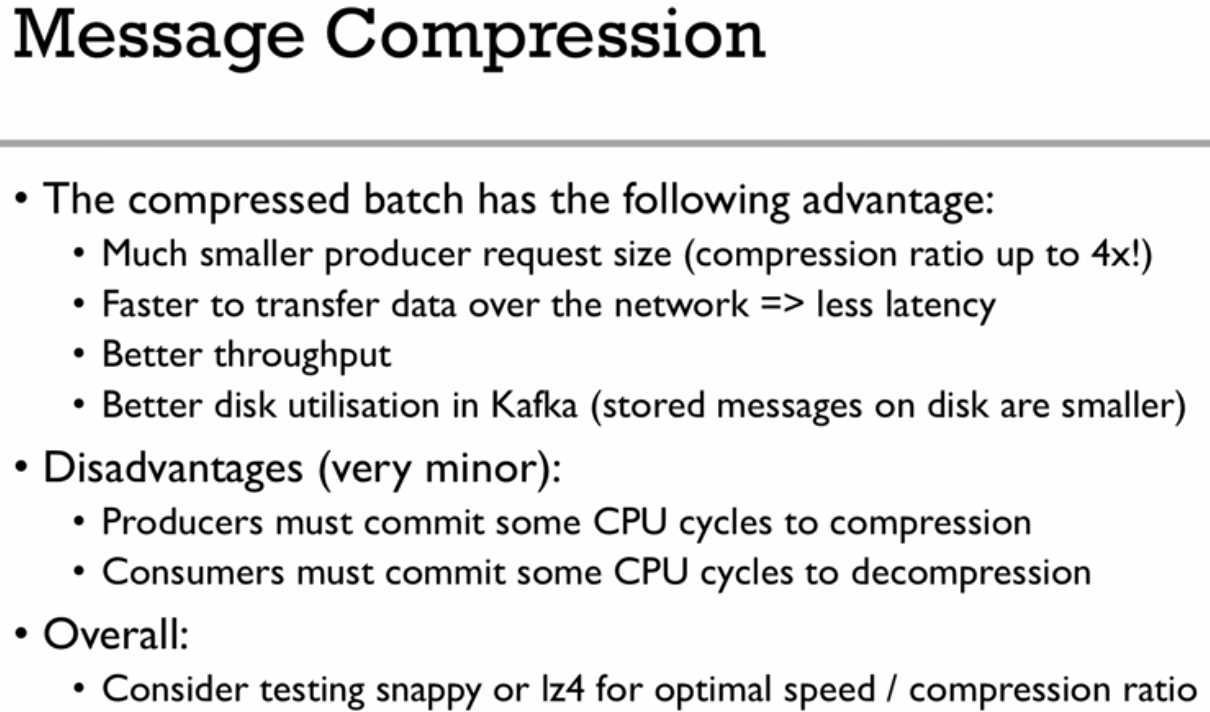 Message Compression
• The compressed batch has the following advantage:
• Much smaller producer request size (compression ratio up to 4x!)
• Faster to transfer data over the network => less latency
• Better throughput
• Better disk utilisation in Kafka (stored messages on disk are smaller)
• Disadvantages (very minor):
• Producers must commit some CPU cycles to compression
• Consumers must commit some CPU cycles to decompression
• Overall:
• Consider testing snappy or lz4 for optimal speed / compression ratio